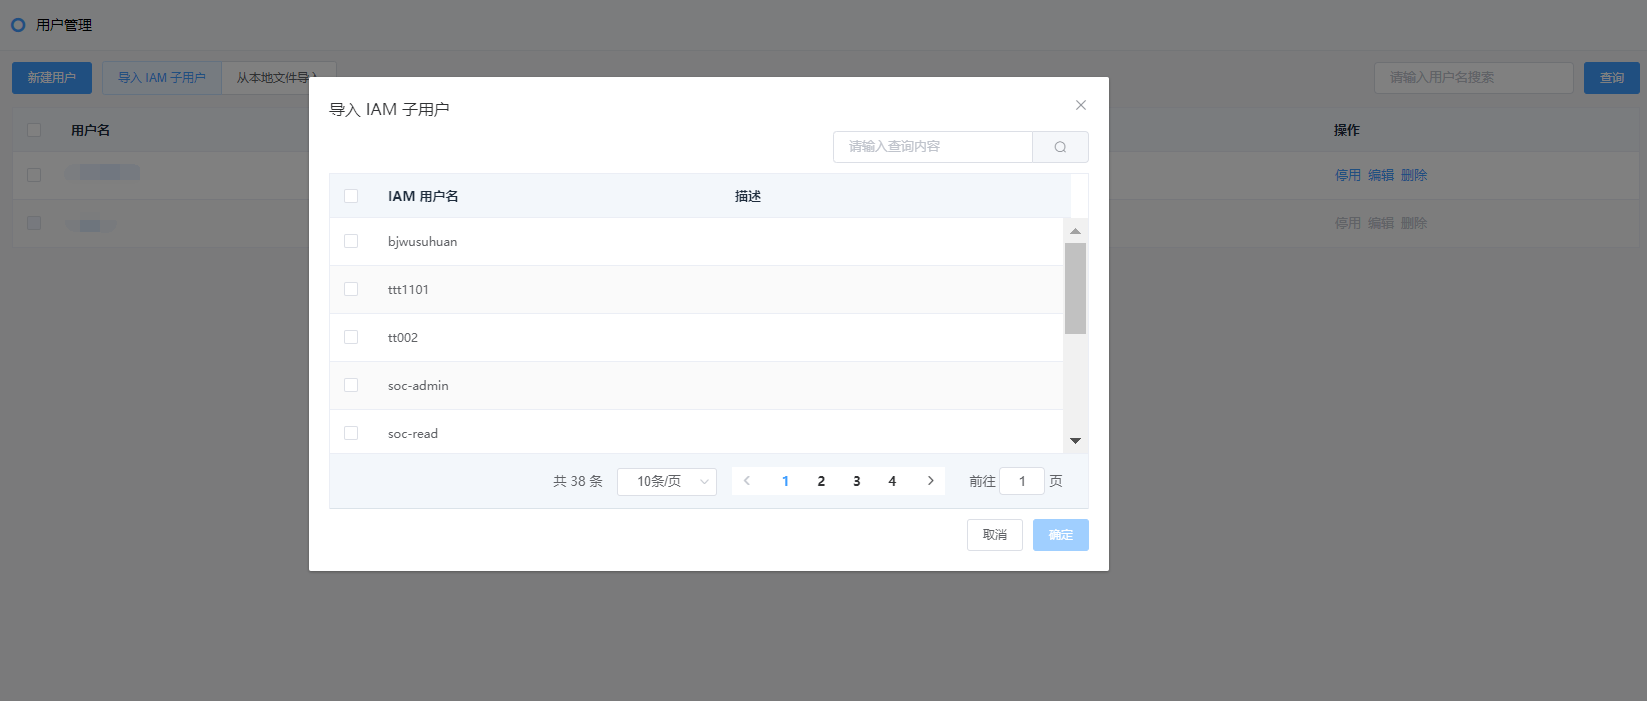 用户管理
新建用户 导入 IAM 子用户 从本地文件导入 请输入用户名搜索 查询
用户名 操作
停用 编辑 删除
停用 编辑 删除
导入 IAM 子用户
请输入查询内容
IAM 用户名 描述
bjwusuhuan
ttt1101
tt002
soc-admin
soc-read
共 38 条 10条/页 1 2 3 4 前往 1 页
取消 确定